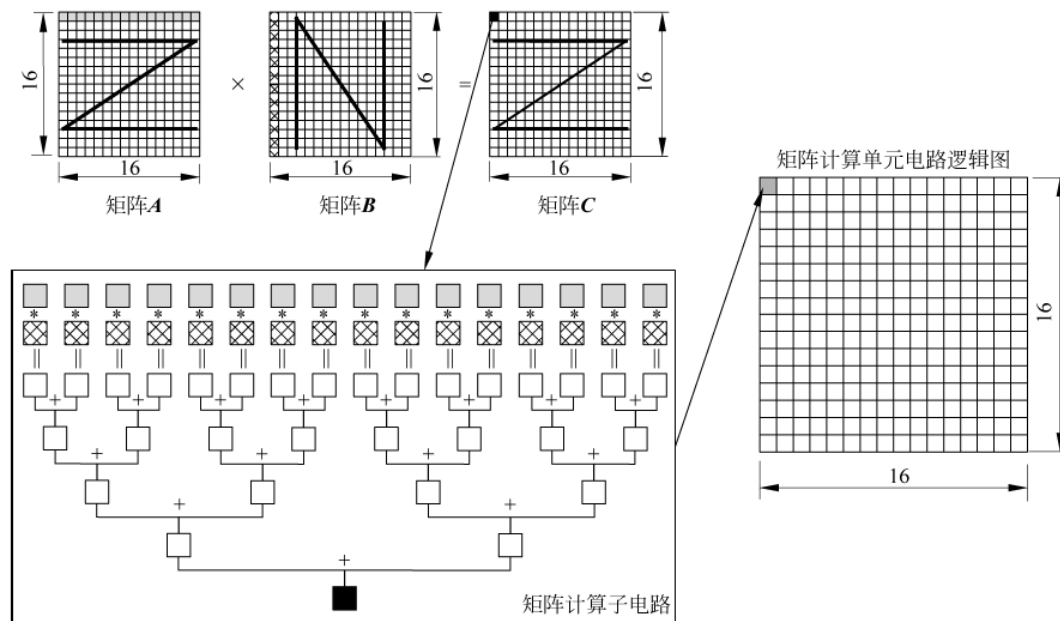 16
×
16
=
16
16
16
16
矩阵A
矩阵B
矩阵C
矩阵计算单元电路逻辑图
* * * * * * * * * * * * * * * *
= = = = = = = = = = = = = = = =
+ + + + + + + +
+ + + +
+ +
+
矩阵计算子电路
16
16